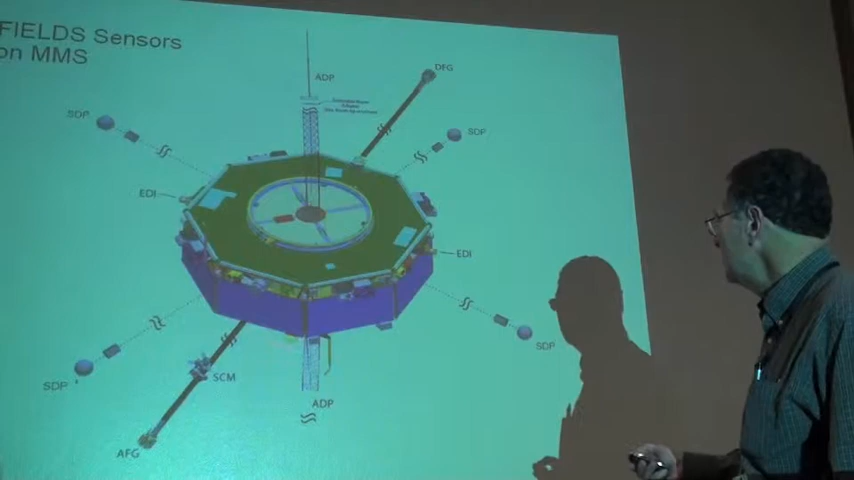 FIELDS Sensors
on MMS
ADP
DFG
SDP
SDP
EDI
EDI
SDP
SDP
SCM
ADP
AFG